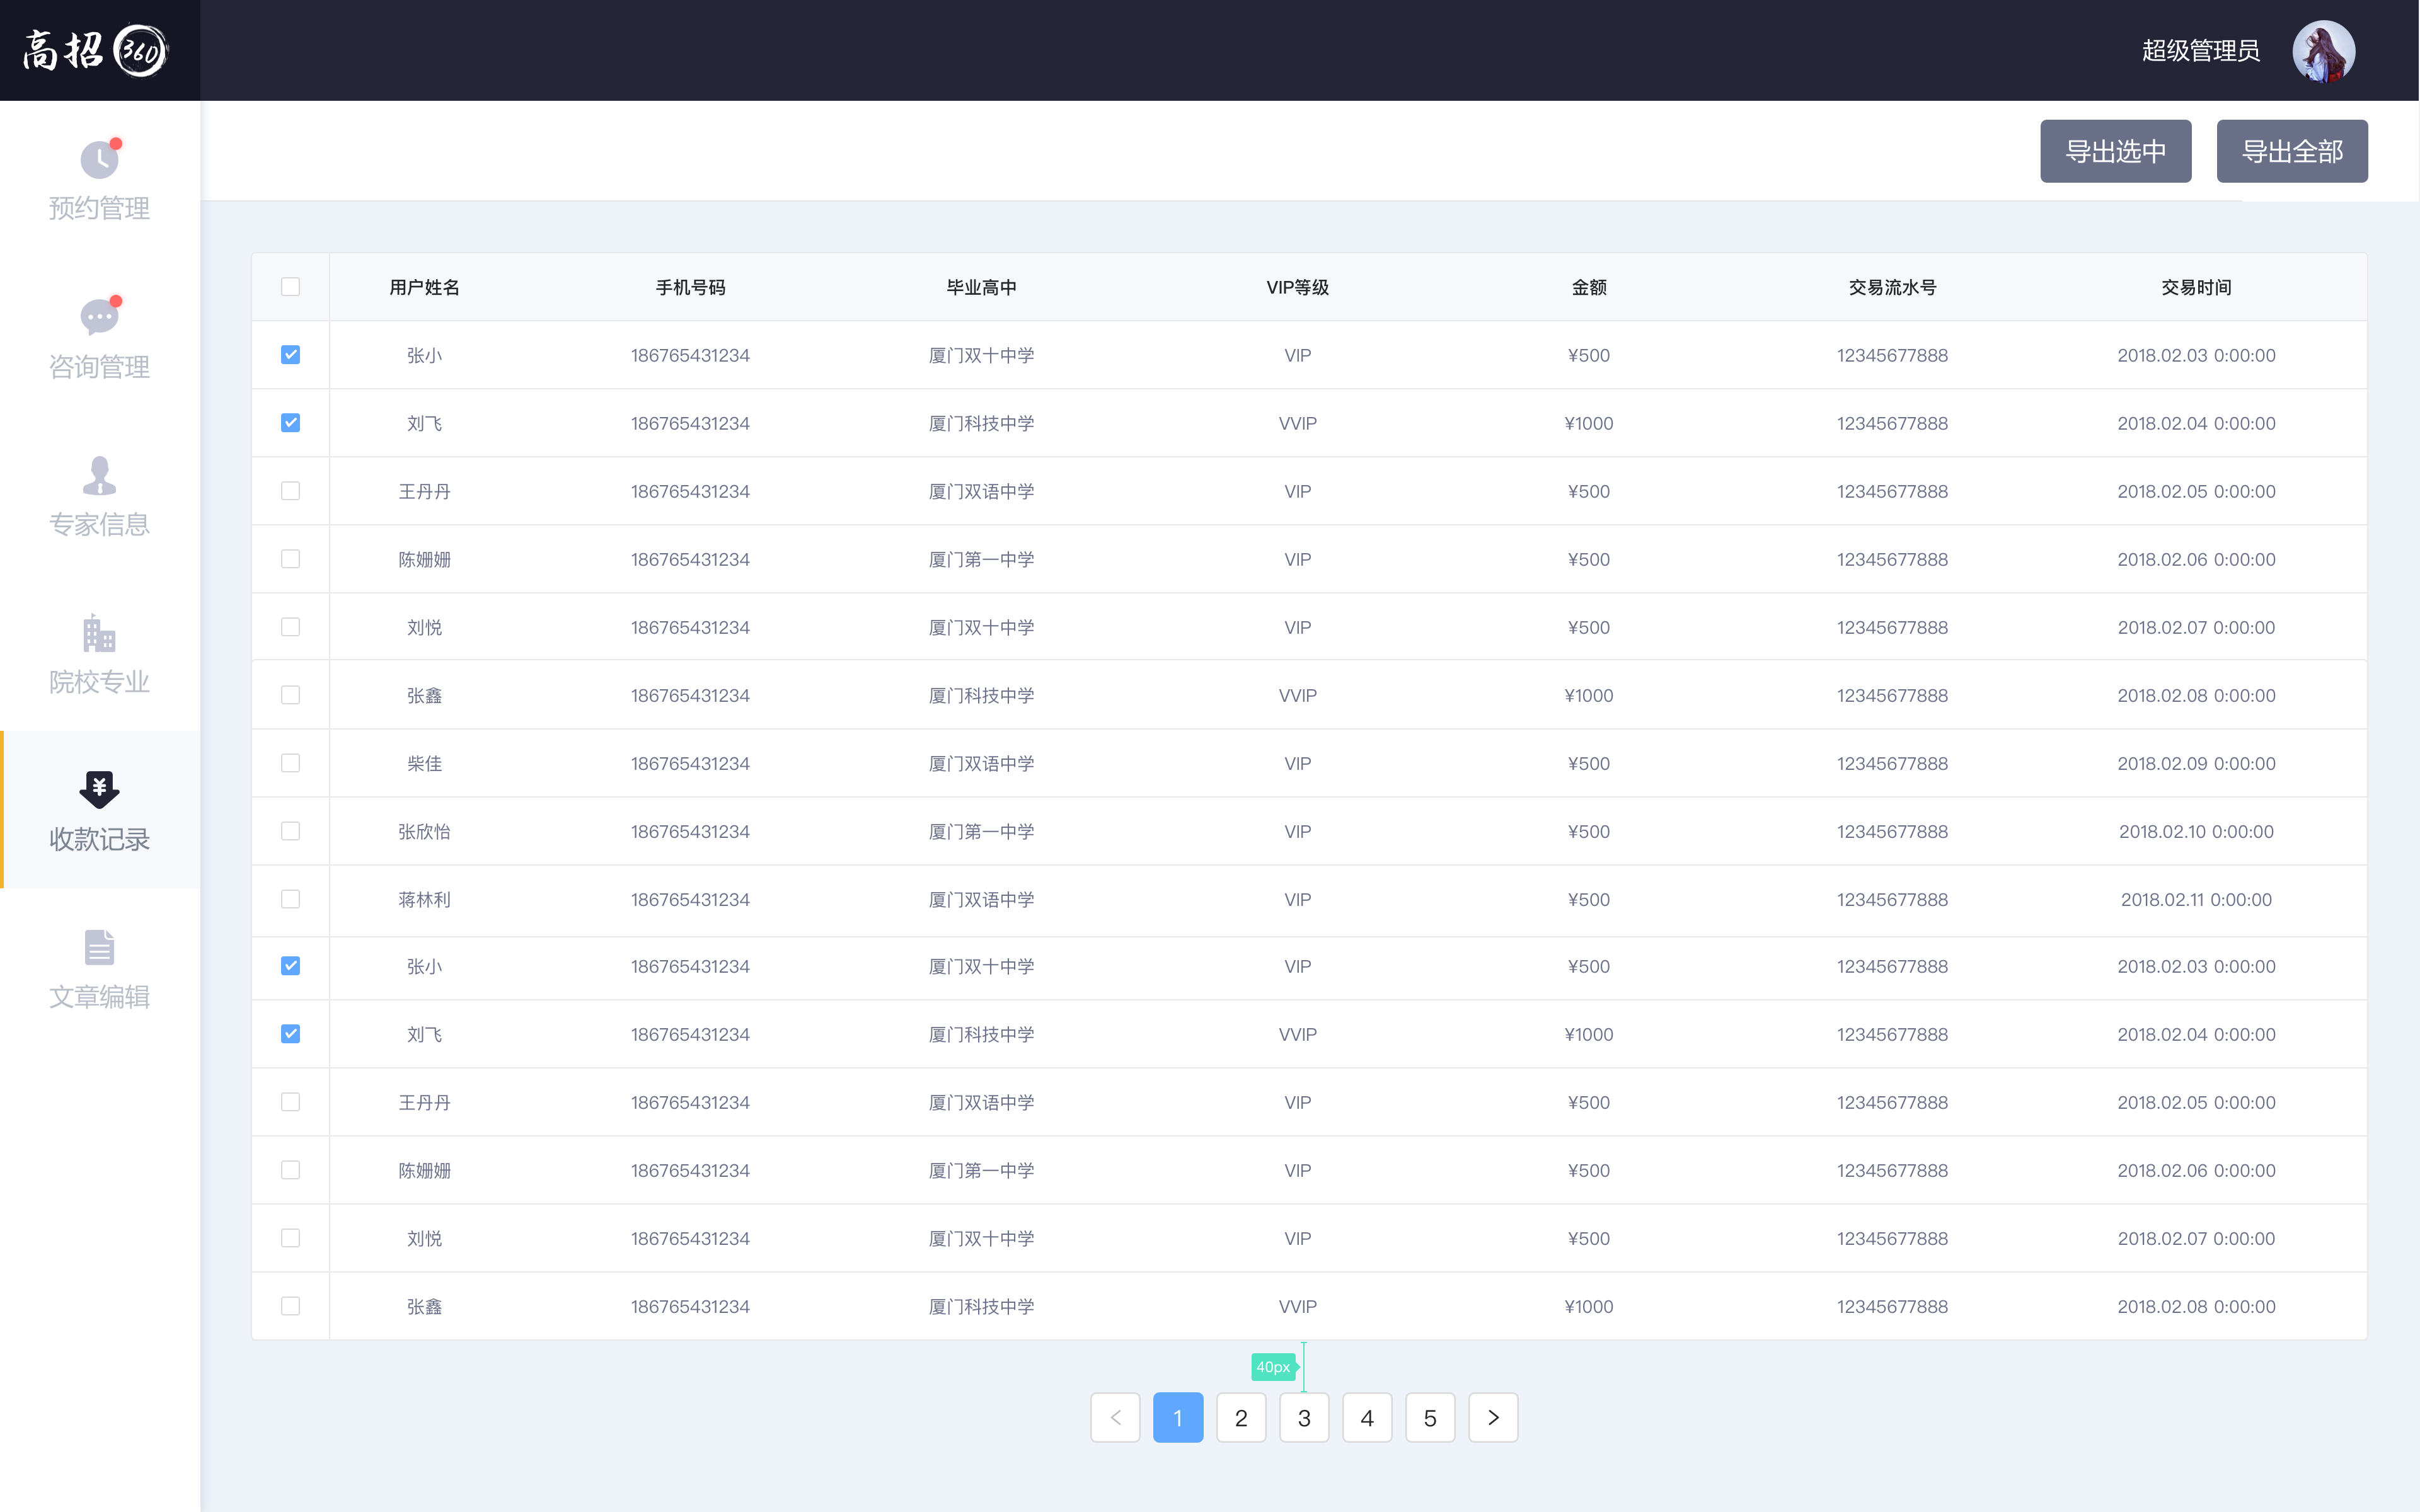 高招360
超级管理员
导出选中 导出全部
预约管理
咨询管理
专家信息
院校专业
收款记录
文章编辑
用户姓名 手机号码 毕业高中 VIP等级 金额 交易流水号 交易时间
张小 186765431234 厦门双十中学 VIP ¥500 12345677888 2018.02.03 0:00:00
刘飞 186765431234 厦门科技中学 VVIP ¥1000 12345677888 2018.02.04 0:00:00
王丹丹 186765431234 厦门双语中学 VIP ¥500 12345677888 2018.02.05 0:00:00
陈姗姗 186765431234 厦门第一中学 VIP ¥500 12345677888 2018.02.06 0:00:00
刘悦 186765431234 厦门双十中学 VIP ¥500 12345677888 2018.02.07 0:00:00
张鑫 186765431234 厦门科技中学 VVIP ¥1000 12345677888 2018.02.08 0:00:00
柴佳 186765431234 厦门双语中学 VIP ¥500 12345677888 2018.02.09 0:00:00
张欣怡 186765431234 厦门第一中学 VIP ¥500 12345677888 2018.02.10 0:00:00
蒋林利 186765431234 厦门双语中学 VIP ¥500 12345677888 2018.02.11 0:00:00
张小 186765431234 厦门双十中学 VIP ¥500 12345677888 2018.02.03 0:00:00
刘飞 186765431234 厦门科技中学 VVIP ¥1000 12345677888 2018.02.04 0:00:00
王丹丹 186765431234 厦门双语中学 VIP ¥500 12345677888 2018.02.05 0:00:00
陈姗姗 186765431234 厦门第一中学 VIP ¥500 12345677888 2018.02.06 0:00:00
刘悦 186765431234 厦门双十中学 VIP ¥500 12345677888 2018.02.07 0:00:00
张鑫 186765431234 厦门科技中学 VVIP ¥1000 12345677888 2018.02.08 0:00:00
40px
< 1 2 3 4 5 >